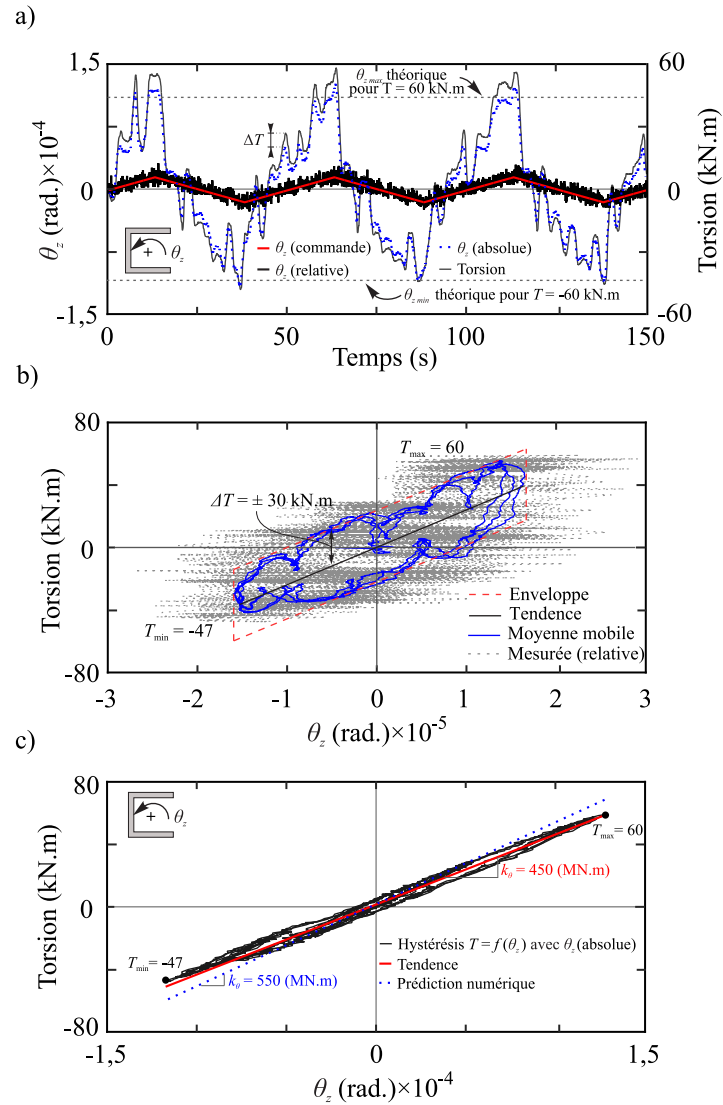 a)
1,5
60
θz max théorique
pour T = 60 kN.m
ΔT
θz (rad.)×10-4
0
0
Torsion (kN.m)
θz
θz (commande)
θz (absolue)
θz (relative)
Torsion
θz min théorique pour T = -60 kN.m
-1,5
-60
0
50
100
150
Temps (s)
b)
80
Tmax = 60
ΔT = ± 30 kN.m
Torsion (kN.m)
0
Tmin = -47
Enveloppe
Tendence
Moyenne mobile
Mesurée (relative)
-80
-3
-2
-1
0
1
2
3
θz (rad.)×10-5
c)
80
θz
Tmax = 60
kθ = 450 (MN.m)
Torsion (kN.m)
0
Tmin = -47
Hystérésis T = f (θz) avec θz (absolue)
Tendence
kθ = 550 (MN.m)
Prédiction numérique
-80
-1,5
0
1,5
θz (rad.)×10-4